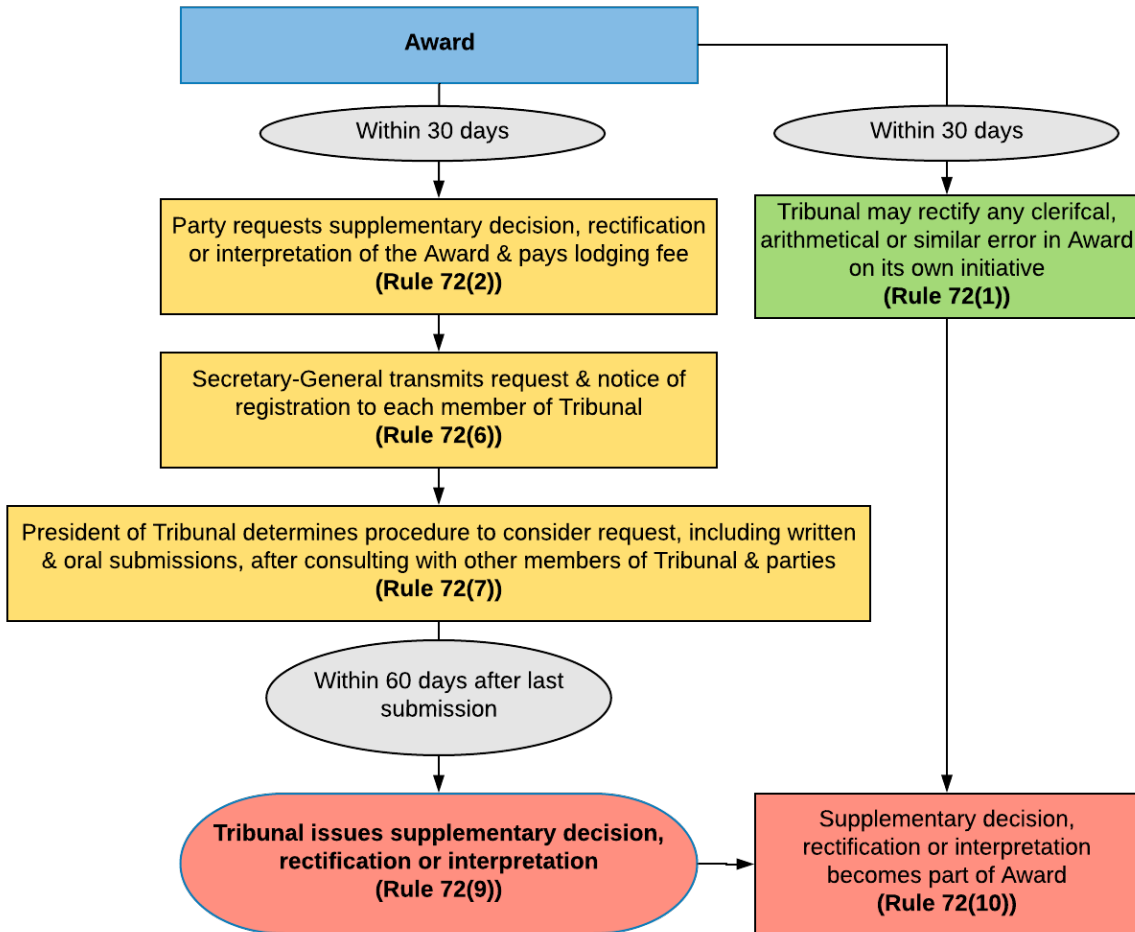 Award
Within 30 days
Within 30 days
Party requests supplementary decision, rectification
or interpretation of the Award & pays lodging fee
(Rule 72(2))
Tribunal may rectify any clerifcal,
arithmetical or similar error in Award
on its own initiative
(Rule 72(1))
Secretary-General transmits request & notice of
registration to each member of Tribunal
(Rule 72(6))
President of Tribunal determines procedure to consider request, including written
& oral submissions, after consulting with other members of Tribunal & parties
(Rule 72(7))
Within 60 days after last
submission
Tribunal issues supplementary decision,
rectification or interpretation
(Rule 72(9))
Supplementary decision,
rectification or interpretation
becomes part of Award
(Rule 72(10))